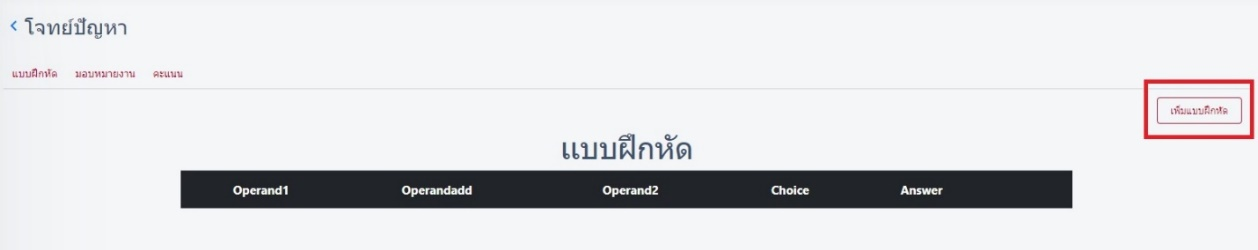 โจทย์ปัญหา
แบบฝึกหัด มอบหมายงาน คะแนน
เพิ่มแบบฝึกหัด
แบบฝึกหัด
Operand1 Operandadd Operand2 Choice Answer